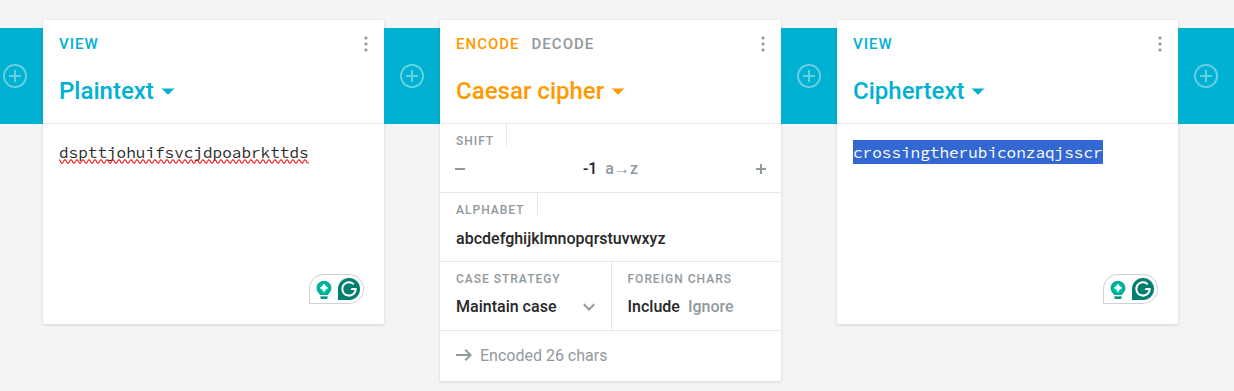 VIEW
Plaintext
dspttjohuifsvcjdpoabrkttds
ENCODE DECODE
Caesar cipher
SHIFT
− -1 a→z +
ALPHABET
abcdefghijklmnopqrstuvwxyz
CASE STRATEGY
Maintain case
FOREIGN CHARS
Include Ignore
→ Encoded 26 chars
VIEW
Ciphertext
crossingtherubiconzaqjsscr